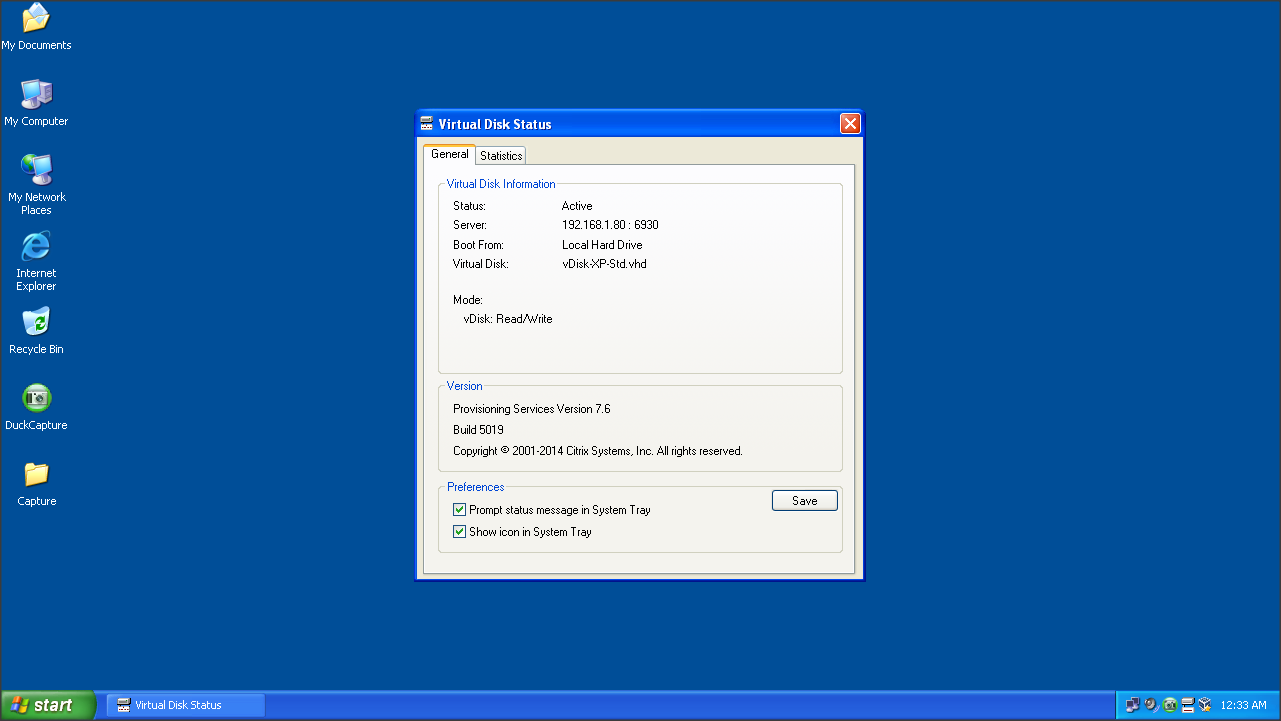 My Documents
My Computer
My Network
Places
Internet
Explorer
Recycle Bin
DuckCapture
Capture
Virtual Disk Status
General
Statistics
Virtual Disk Information
Status: Active
Server: 192.168.1.80 : 6930
Boot From: Local Hard Drive
Virtual Disk: vDisk-XP-Std.vhd
Mode:
vDisk: Read/Write
Version
Provisioning Services Version 7.6
Build 5019
Copyright © 2001-2014 Citrix Systems, Inc. All rights reserved.
Preferences
Save
Prompt status message in System Tray
Show icon in System Tray
start
Virtual Disk Status
12:33 AM